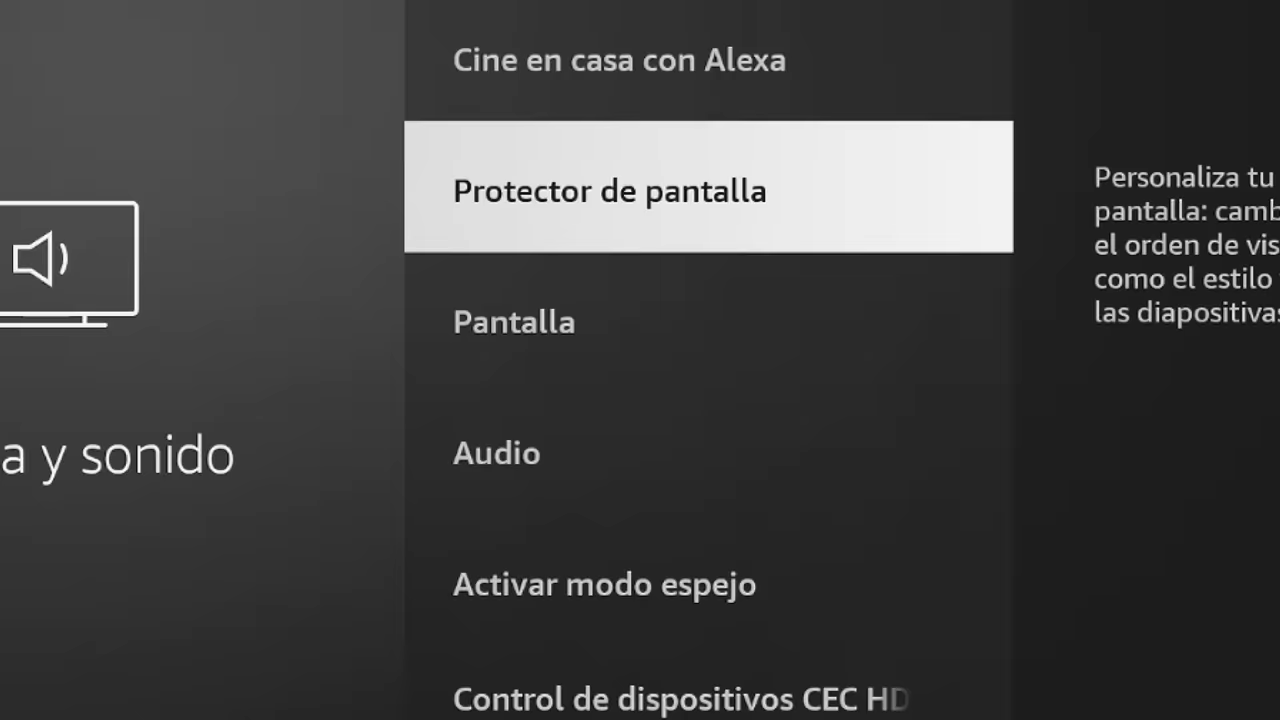 Cine en casa con Alexa
Protector de pantalla
Pantalla
Audio
Activar modo espejo
Control de dispositivos CEC HD
a y sonido
Personaliza tu
pantalla: camb
el orden de vis
como el estilo
las diapositivas